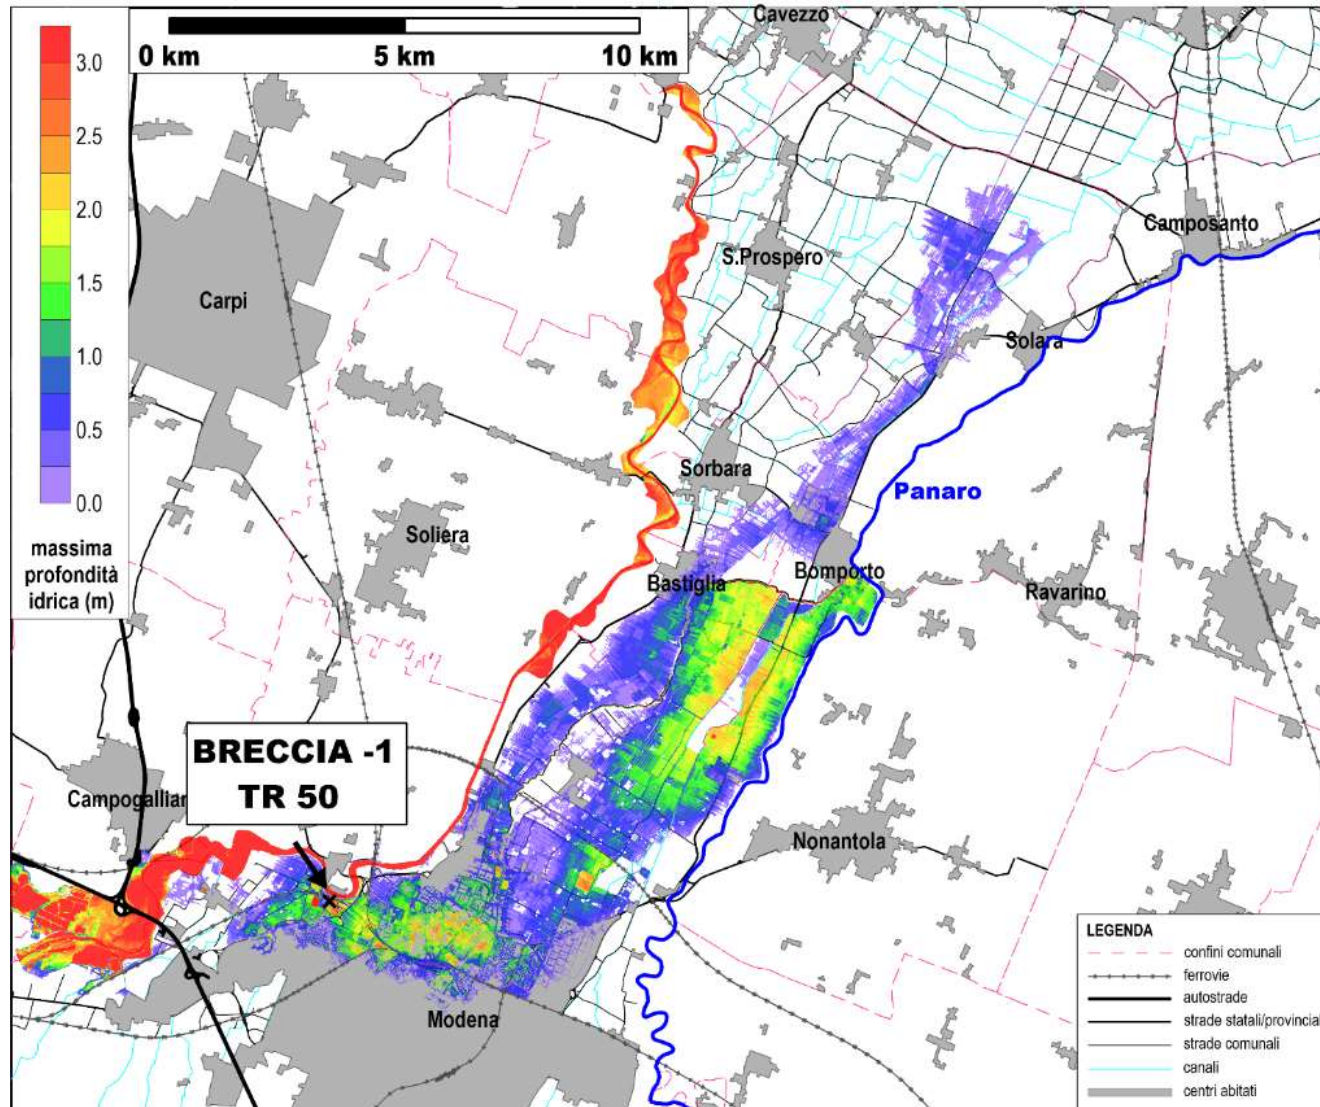 Cavezzo
0 km 5 km 10 km
3.0
2.5
2.0
1.5
1.0
0.5
0.0
massima
profondità
idrica (m)
Camposanto
S.Prospero
Carpi
Solara
Sorbara
Panaro
Soliera
Bastiglia
Bomporto
Ravarino
BRECCIA -1
TR 50
Campogalliar
Nonantola
Modena
LEGENDA
confini comunali
ferrovie
autostrade
strade statali/provincial
strade comunali
canali
centri abitati